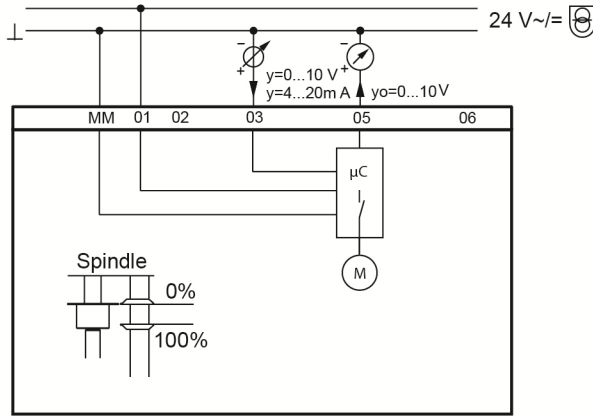 24 V~/=
⊥
− −
+ +
y=0...10 V
y=4...20m A yo=0...10V
MM 01 02 03 05 06
µC
M
Spindle
0%
100%